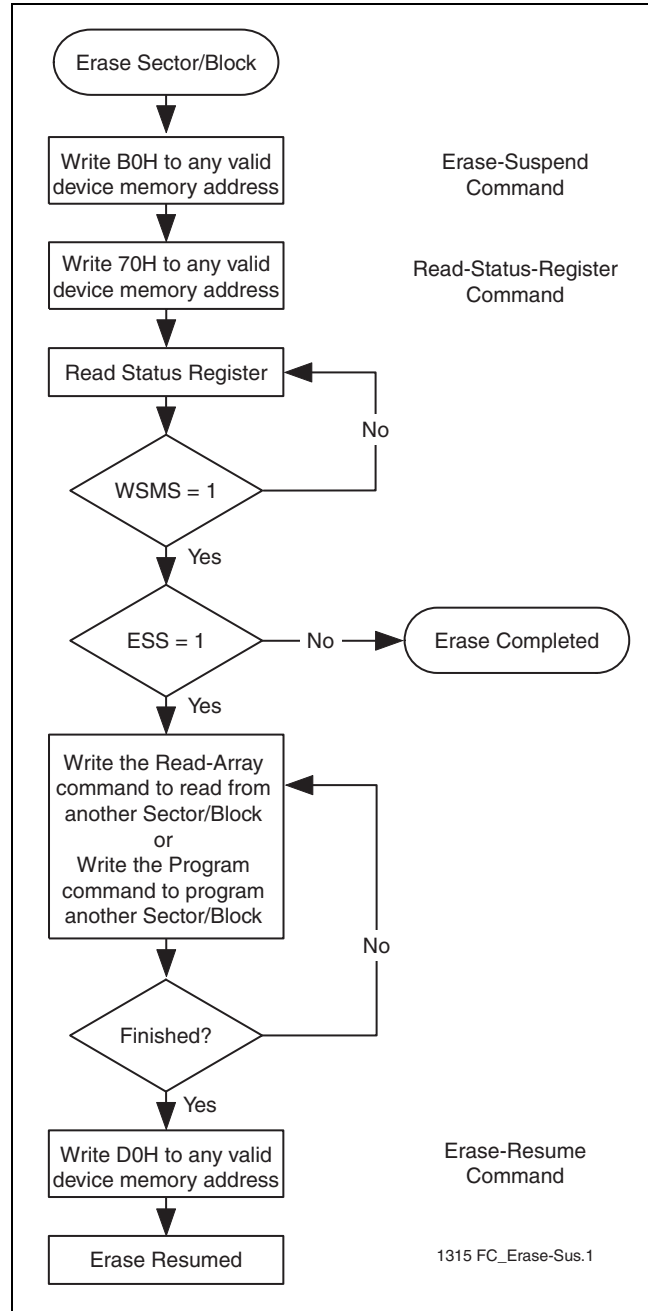 Erase Sector/Block
Write B0H to any valid
device memory address
Erase-Suspend
Command
Write 70H to any valid
device memory address
Read-Status-Register
Command
Read Status Register
No
WSMS = 1
Yes
ESS = 1
No
Erase Completed
Yes
Write the Read-Array
command to read from
another Sector/Block
or
Write the Program
command to program
another Sector/Block
No
Finished?
Yes
Write D0H to any valid
device memory address
Erase-Resume
Command
Erase Resumed
1315 FC_Erase-Sus.1